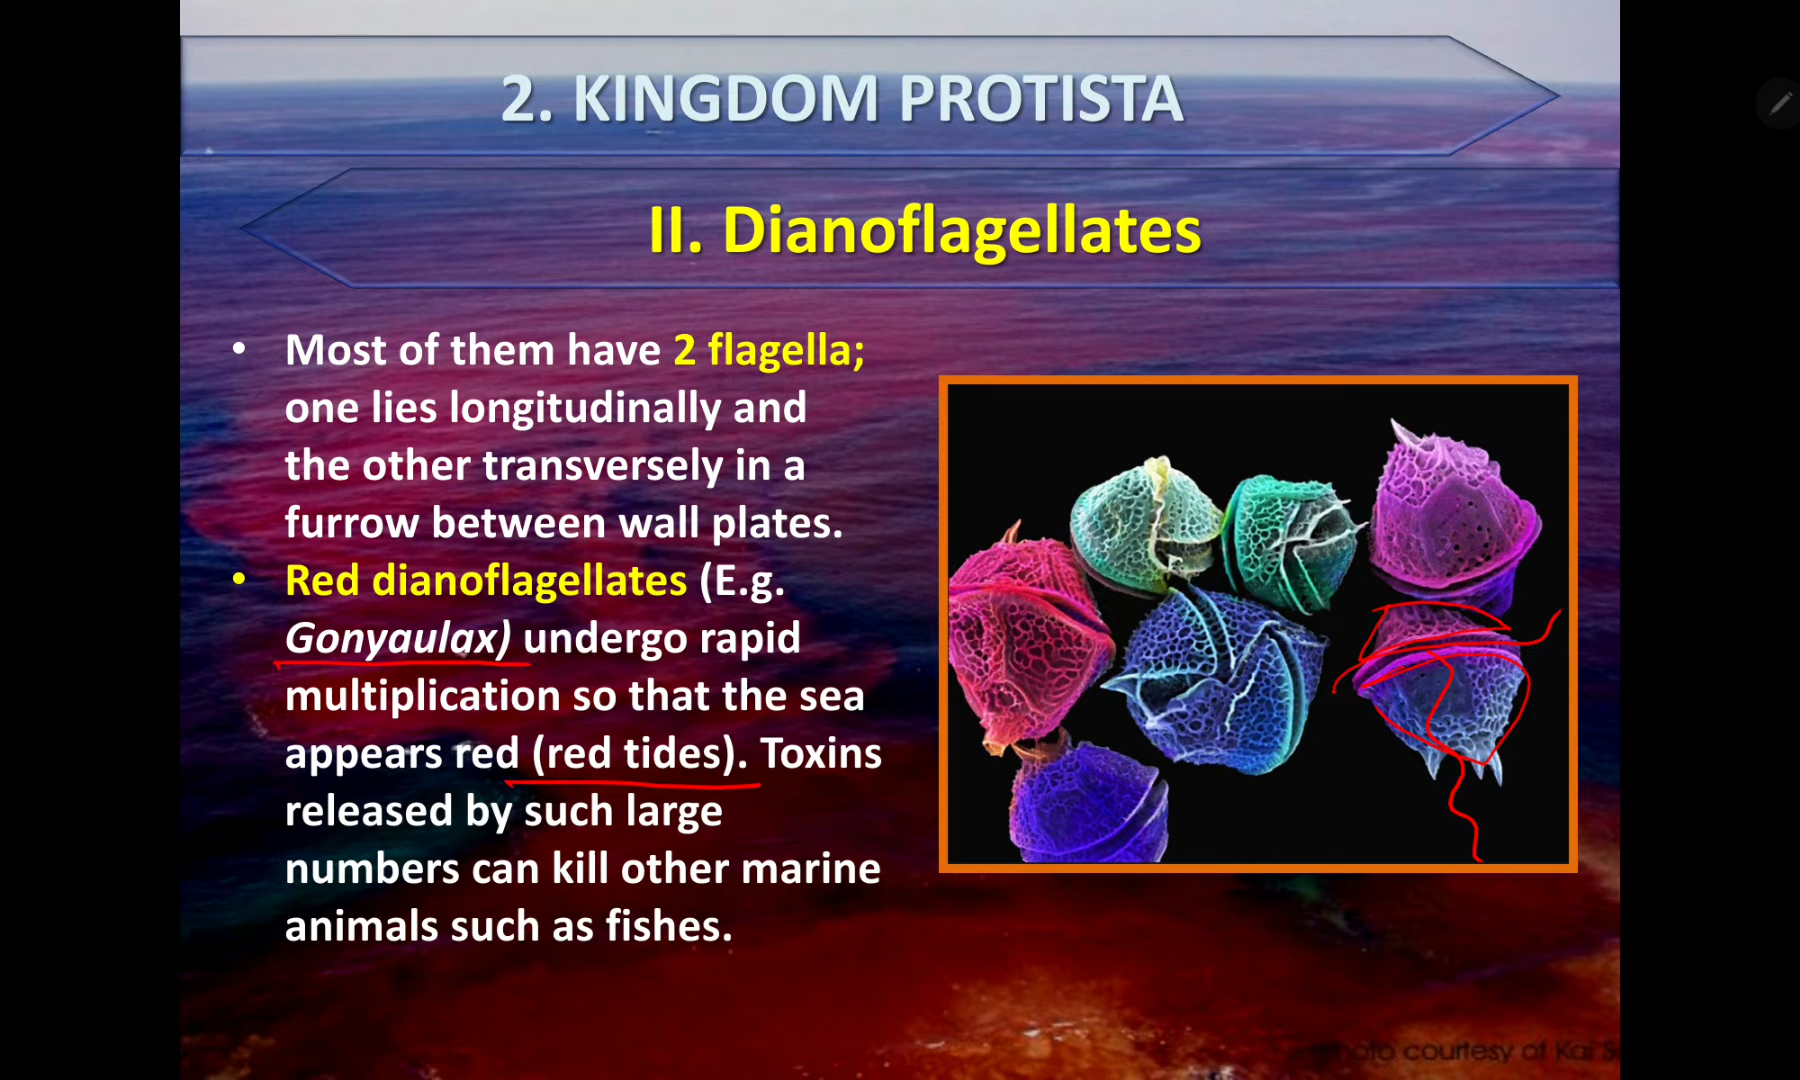 2. KINGDOM PROTISTA
II. Dianoflagellates
• Most of them have 2 flagella;
one lies longitudinally and
the other transversely in a
furrow between wall plates.
• Red dianoflagellates (E.g.
Gonyaulax) undergo rapid
multiplication so that the sea
appears red (red tides). Toxins
released by such large
numbers can kill other marine
animals such as fishes.
courtesy of Kai S